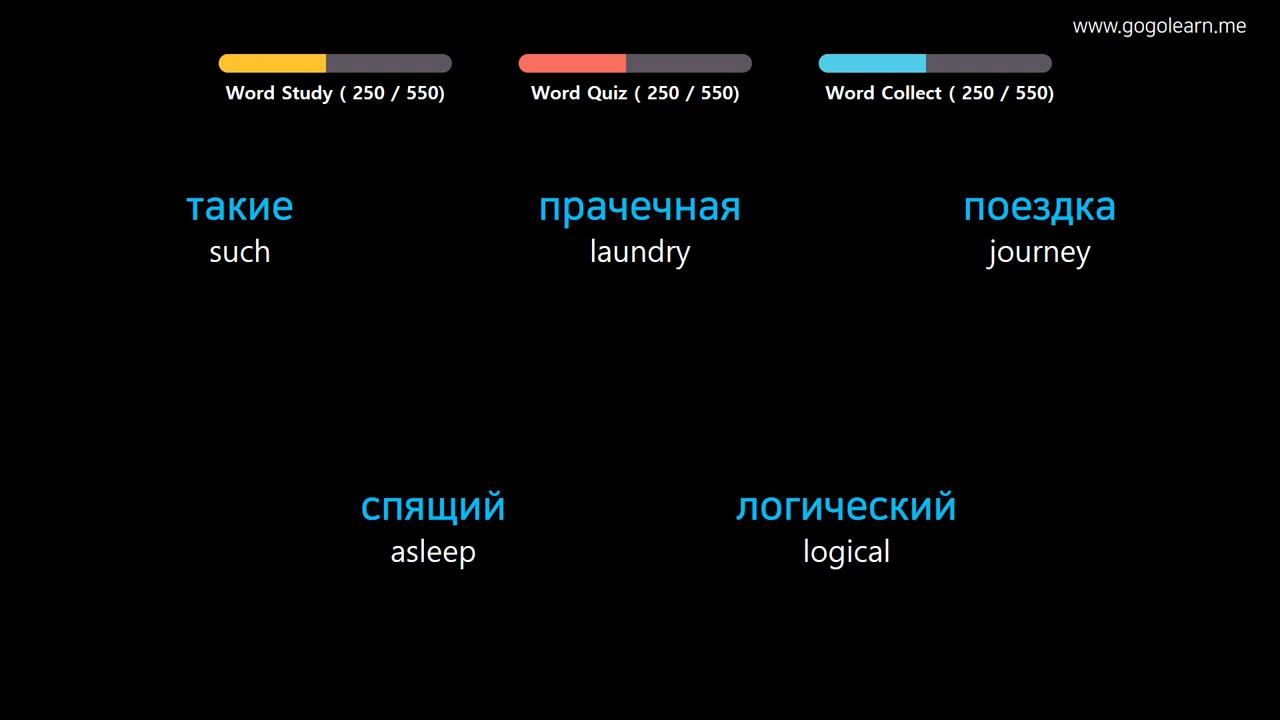 www.gogolearn.me
Word Study ( 250 / 550)
Word Quiz ( 250 / 550)
Word Collect ( 250 / 550)
такие
such
прачечная
laundry
поездка
journey
спящий
asleep
логический
logical